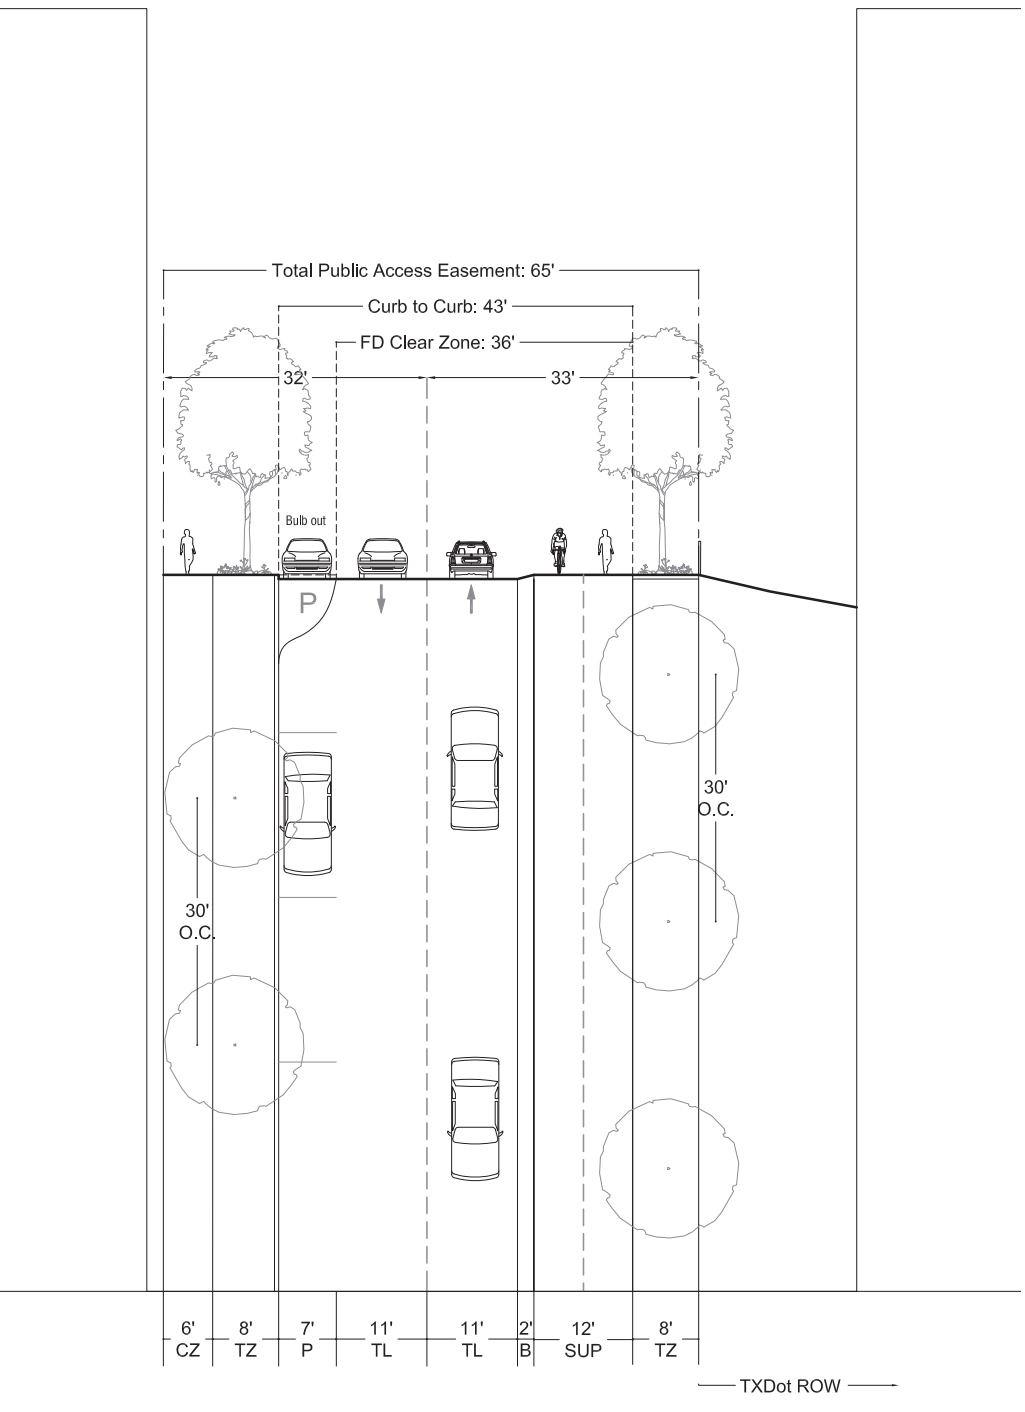 Total Public Access Easement: 65'
Curb to Curb: 43'
FD Clear Zone: 36'
32'
33'
Bulb out
P
30'
O.C.
30'
O.C.
6'
8'
7'
11'
11'
2'
12'
8'
CZ
TZ
P
TL
TL
B
SUP
TZ
TXDot ROW